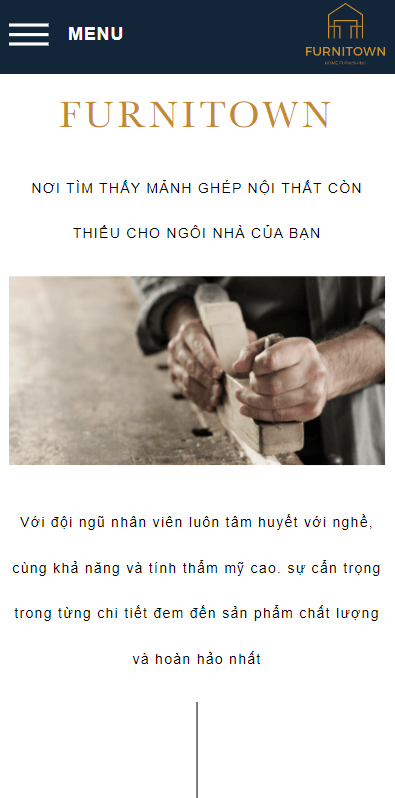 MENU
FURNITOWN
HOME FURNISHING
FURNITOWN
NƠI TÌM THẤY MẢNH GHÉP NỘI THẤT CÒN
THIẾU CHO NGÔI NHÀ CỦA BẠN
Với đội ngũ nhân viên luôn tâm huyết với nghề,
cùng khả năng và tính thẩm mỹ cao. sự cẩn trọng
trong từng chi tiết đem đến sản phẩm chất lượng
và hoàn hảo nhất